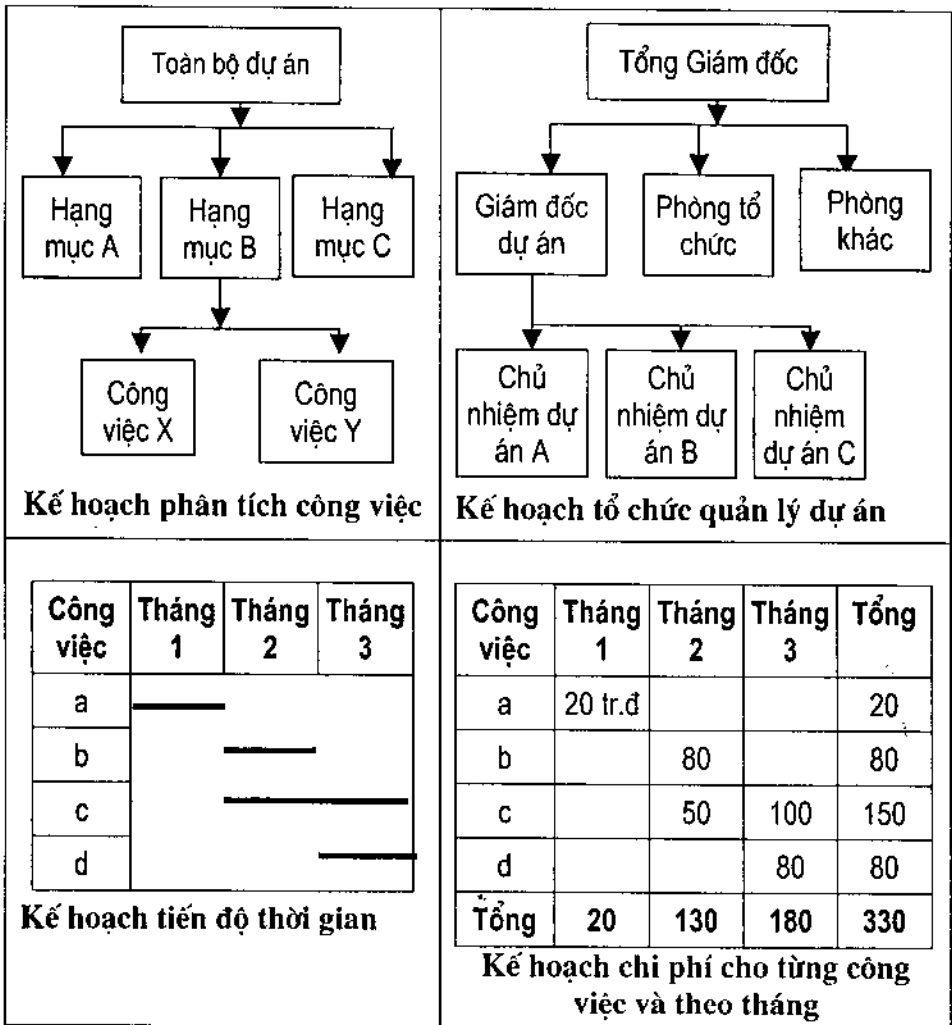 Toàn bộ dự án
Hạng
mục A
Hạng
mục B
Hạng
mục C
Công
việc X
Công
việc Y
Kế hoạch phân tích công việc
Tổng Giám đốc
Giám đốc
dự án
Phòng tổ
chức
Phòng
khác
Chủ
nhiệm dự
án A
Chủ
nhiệm dự
án B
Chủ
nhiệm
dự án C
Kế hoạch tổ chức quản lý dự án
Công Tháng Tháng Tháng
việc 1 2 3
a
b
c
d
Kế hoạch tiến độ thời gian
Công Tháng Tháng Tháng Tổng
việc 1 2 3
a 20 tr.đ 20
b 80 80
c 50 100 150
d 80 80
Tổng 20 130 180 330
Kế hoạch chi phí cho từng công
việc và theo tháng